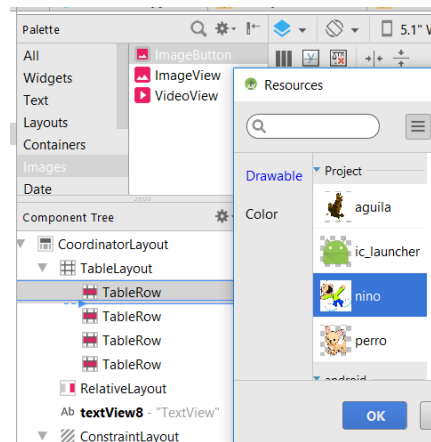 Palette
5.1" W
All
ImageButton
Widgets
ImageView
Text
VideoView
Layouts
Containers
Images
Date
Resources
Drawable
Color
Project
aguila
ic_launcher
nino
perro
android
OK
Component Tree
CoordinatorLayout
TableLayout
TableRow
TableRow
TableRow
TableRow
RelativeLayout
Ab textView8 - "TextView"
ConstraintLayout